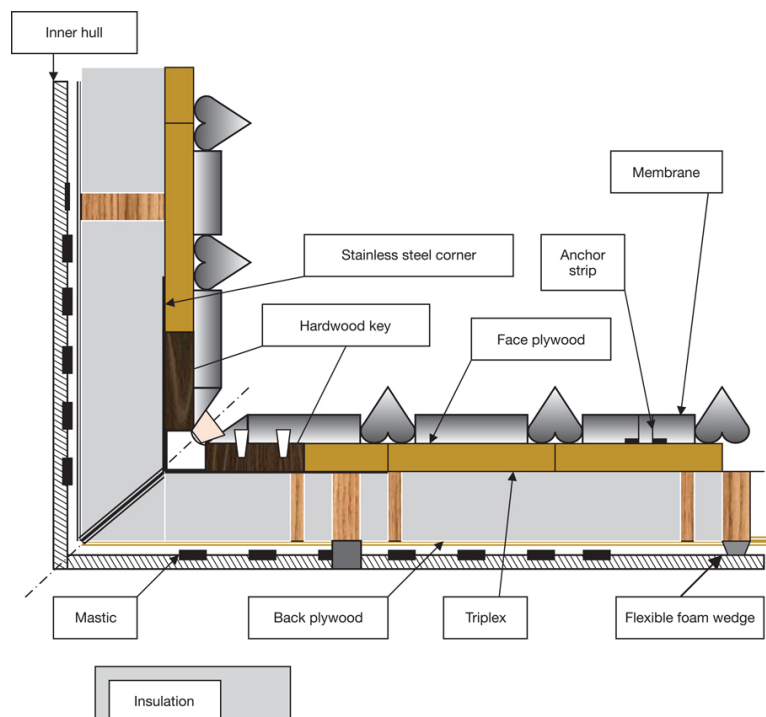 Inner hull
Membrane
Stainless steel corner
Anchor
strip
Hardwood key
Face plywood
Mastic
Back plywood
Triplex
Flexible foam wedge
Insulation